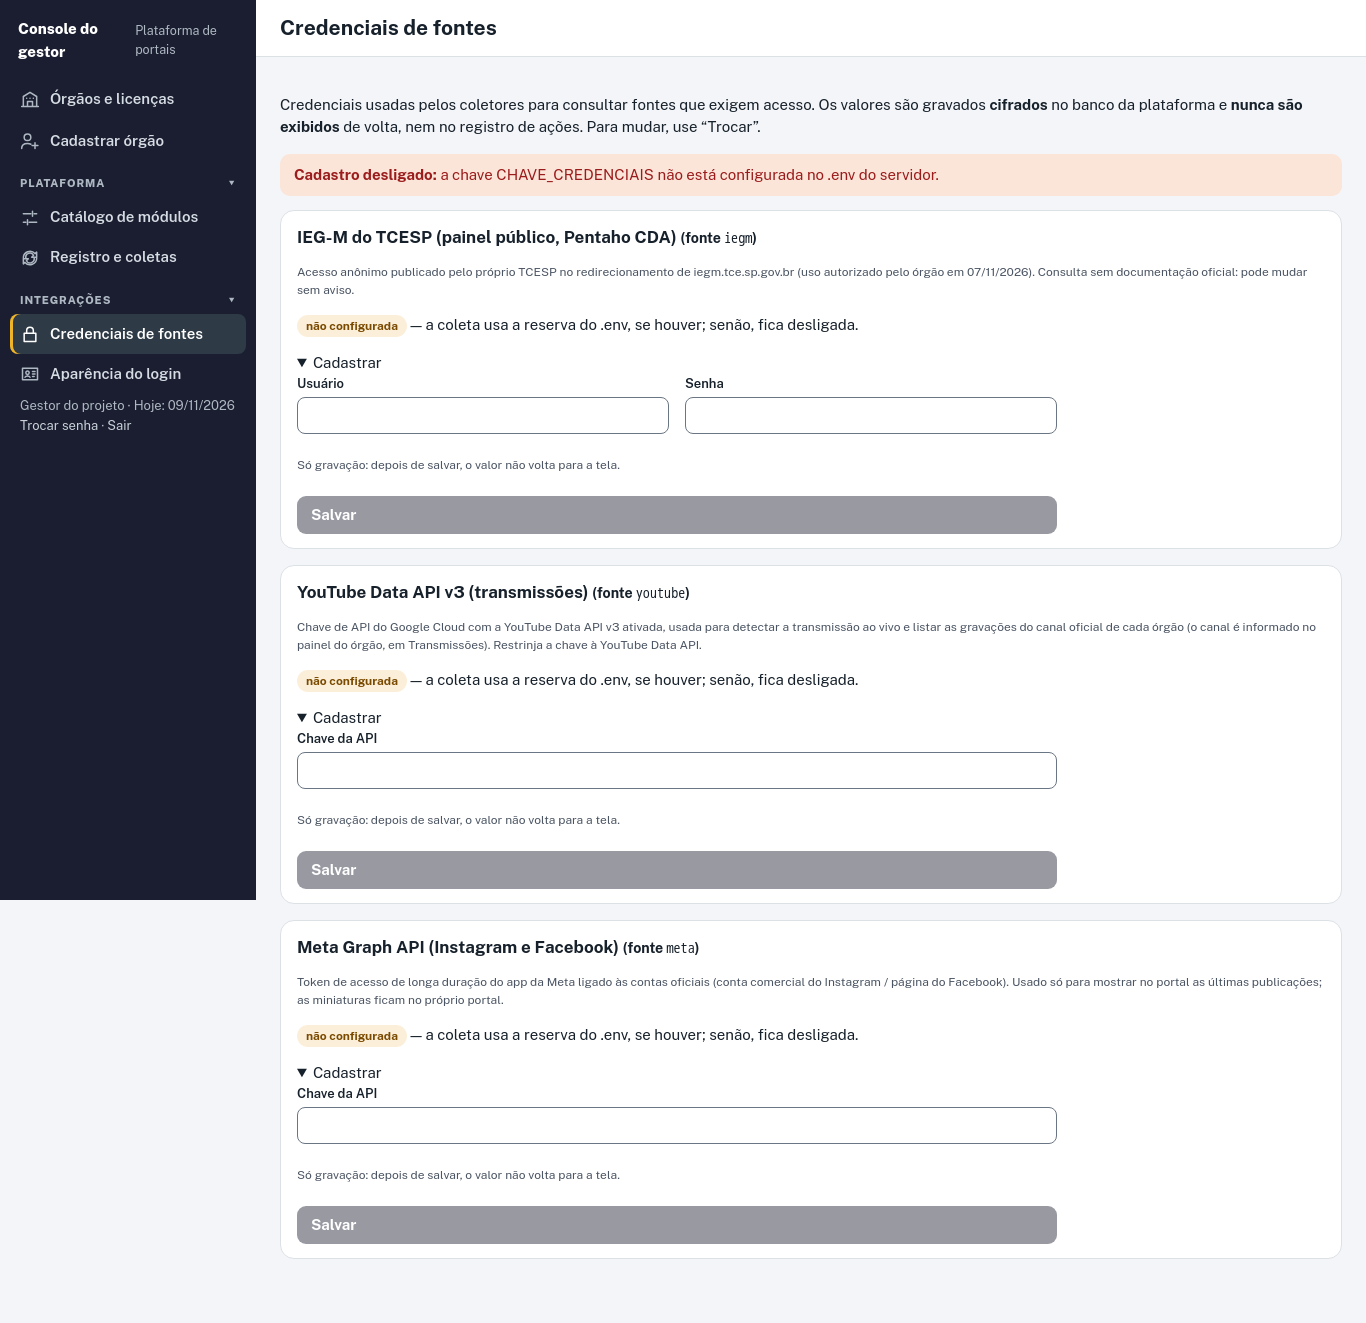 Console do gestor
Plataforma de portais
Órgãos e licenças
Cadastrar órgão
PLATAFORMA ▼
Catálogo de módulos
Registro e coletas
INTEGRAÇÕES ▼
Credenciais de fontes
Aparência do login
Gestor do projeto · Hoje: 09/11/2026
Trocar senha · Sair
Credenciais de fontes
Credenciais usadas pelos coletores para consultar fontes que exigem acesso. Os valores são gravados cifrados no banco da plataforma e nunca são
exibidos de volta, nem no registro de ações. Para mudar, use “Trocar”.
Cadastro desligado: a chave CHAVE_CREDENCIAIS não está configurada no .env do servidor.
IEG-M do TCESP (painel público, Pentaho CDA) (fonte iegm)
Acesso anônimo publicado pelo próprio TCESP no redirecionamento de iegm.tce.sp.gov.br (uso autorizado pelo órgão em 07/11/2026). Consulta sem documentação oficial: pode mudar
sem aviso.
não configurada — a coleta usa a reserva do .env, se houver; senão, fica desligada.
▼ Cadastrar
Usuário Senha
Só gravação: depois de salvar, o valor não volta para a tela.
Salvar
YouTube Data API v3 (transmissões) (fonte youtube)
Chave de API do Google Cloud com a YouTube Data API v3 ativada, usada para detectar a transmissão ao vivo e listar as gravações do canal oficial de cada órgão (o canal é informado no
painel do órgão, em Transmissões). Restrinja a chave à YouTube Data API.
não configurada — a coleta usa a reserva do .env, se houver; senão, fica desligada.
▼ Cadastrar
Chave da API
Só gravação: depois de salvar, o valor não volta para a tela.
Salvar
Meta Graph API (Instagram e Facebook) (fonte meta)
Token de acesso de longa duração do app da Meta ligado às contas oficiais (conta comercial do Instagram / página do Facebook). Usado só para mostrar no portal as últimas publicações;
as miniaturas ficam no próprio portal.
não configurada — a coleta usa a reserva do .env, se houver; senão, fica desligada.
▼ Cadastrar
Chave da API
Só gravação: depois de salvar, o valor não volta para a tela.
Salvar